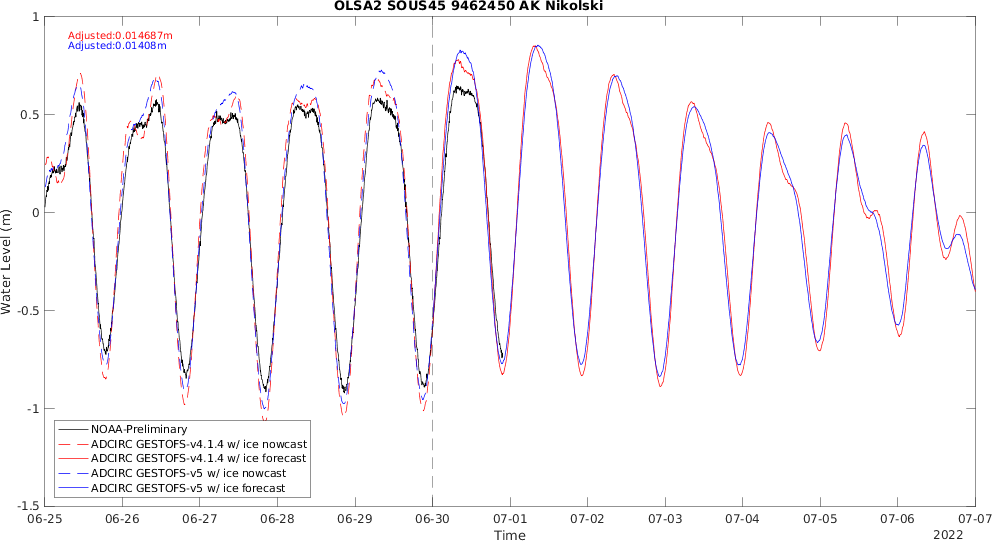 OLSA2 SOUS45 9462450 AK Nikolski
Adjusted:0.014687m
Adjusted:0.01408m
1
0.5
0
-0.5
-1
-1.5
Water Level (m)
NOAA-Preliminary
ADCIRC GESTOFS-v4.1.4 w/ ice nowcast
ADCIRC GESTOFS-v4.1.4 w/ ice forecast
ADCIRC GESTOFS-v5 w/ ice nowcast
ADCIRC GESTOFS-v5 w/ ice forecast
06-25 06-26 06-27 06-28 06-29 06-30 07-01 07-02 07-03 07-04 07-05 07-06 07-07
Time
2022